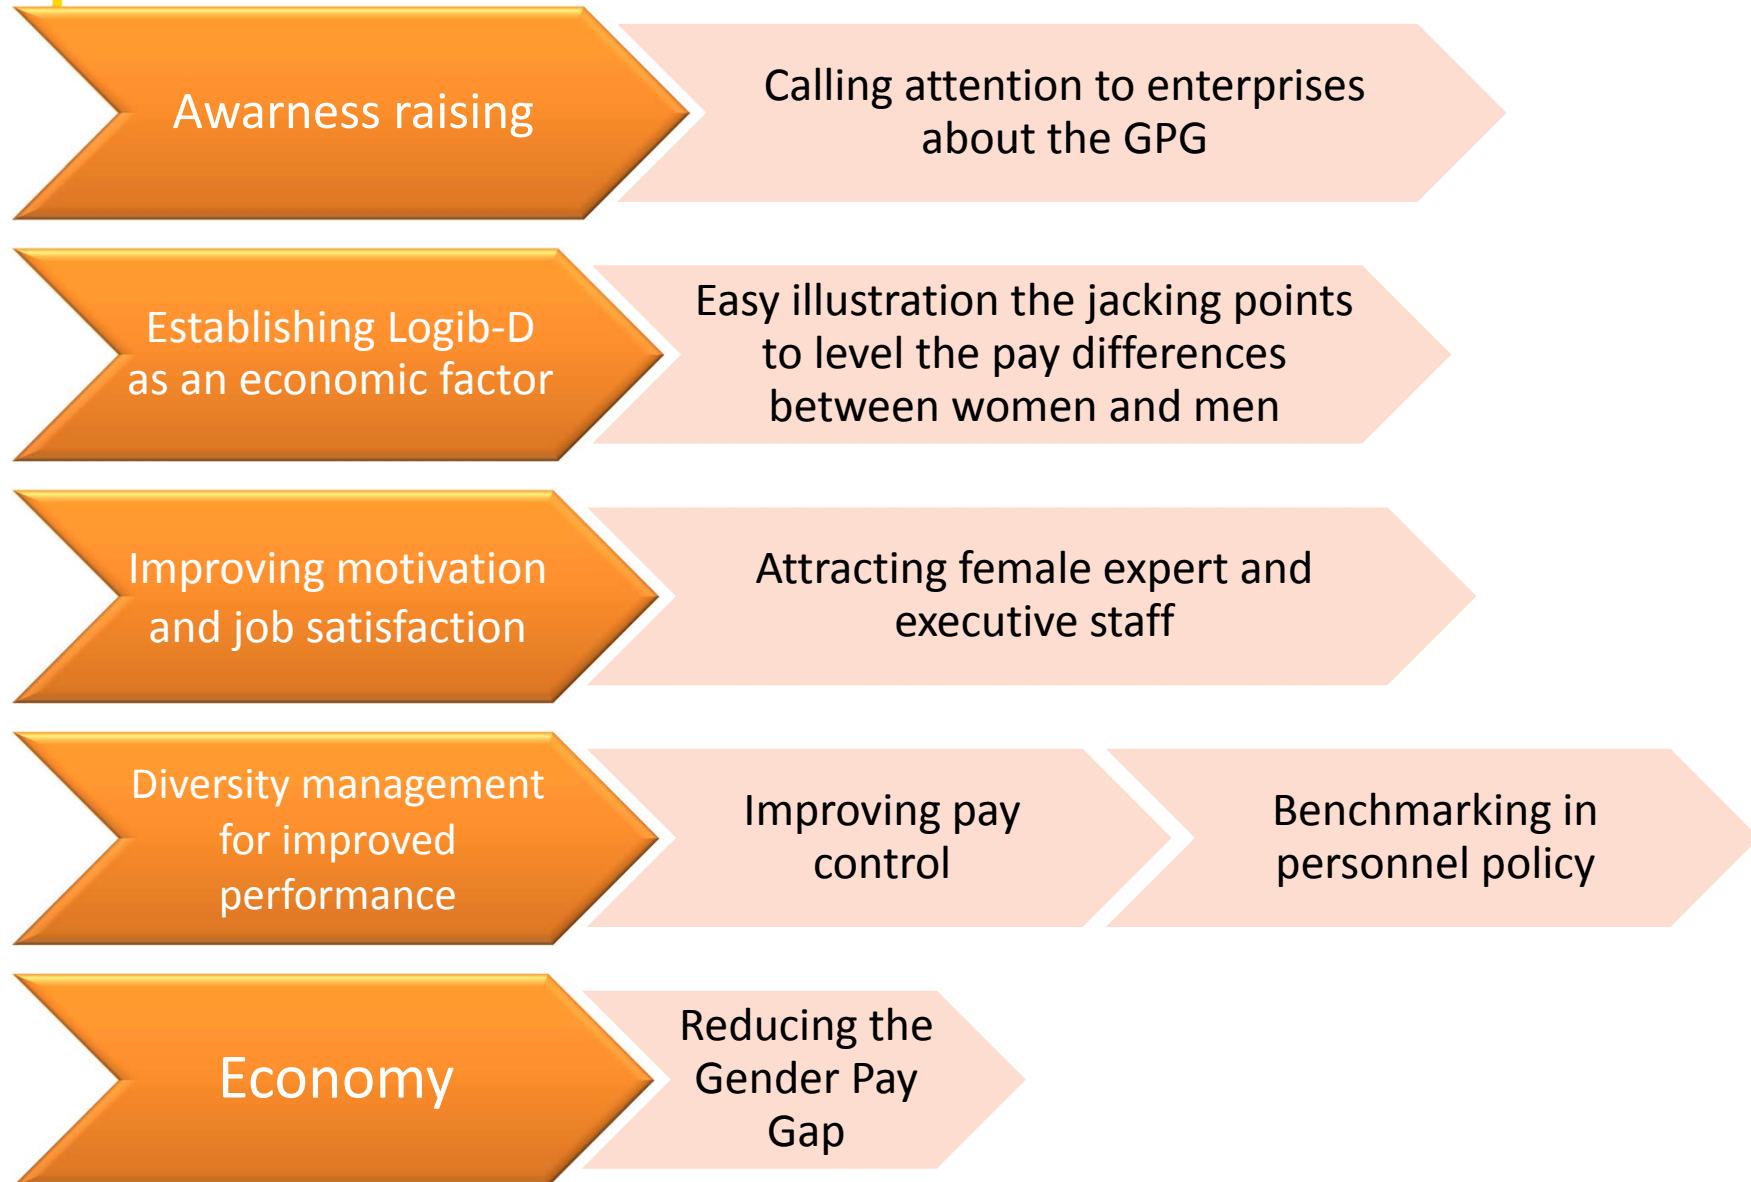 Awarness raising
Calling attention to enterprises
about the GPG
Establishing Logib-D
as an economic factor
Easy illustration the jacking points
to level the pay differences
between women and men
Improving motivation
and job satisfaction
Attracting female expert and
executive staff
Diversity management
for improved
performance
Improving pay
control
Benchmarking in
personnel policy
Economy
Reducing the
Gender Pay
Gap